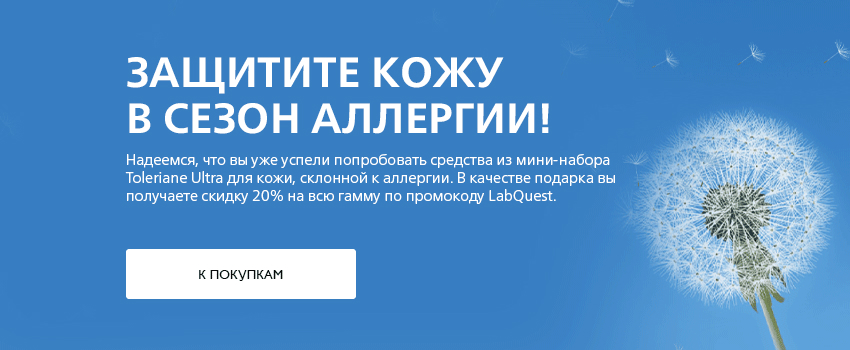 ЗАЩИТИТЕ КОЖУ
В СЕЗОН АЛЛЕРГИИ!
Надеемся, что вы уже успели попробовать средства из мини-набора
Toleriane Ultra для кожи, склонной к аллергии. В качестве подарка вы
получаете скидку 20% на всю гамму по промокоду LabQuest.
К ПОКУПКАМ